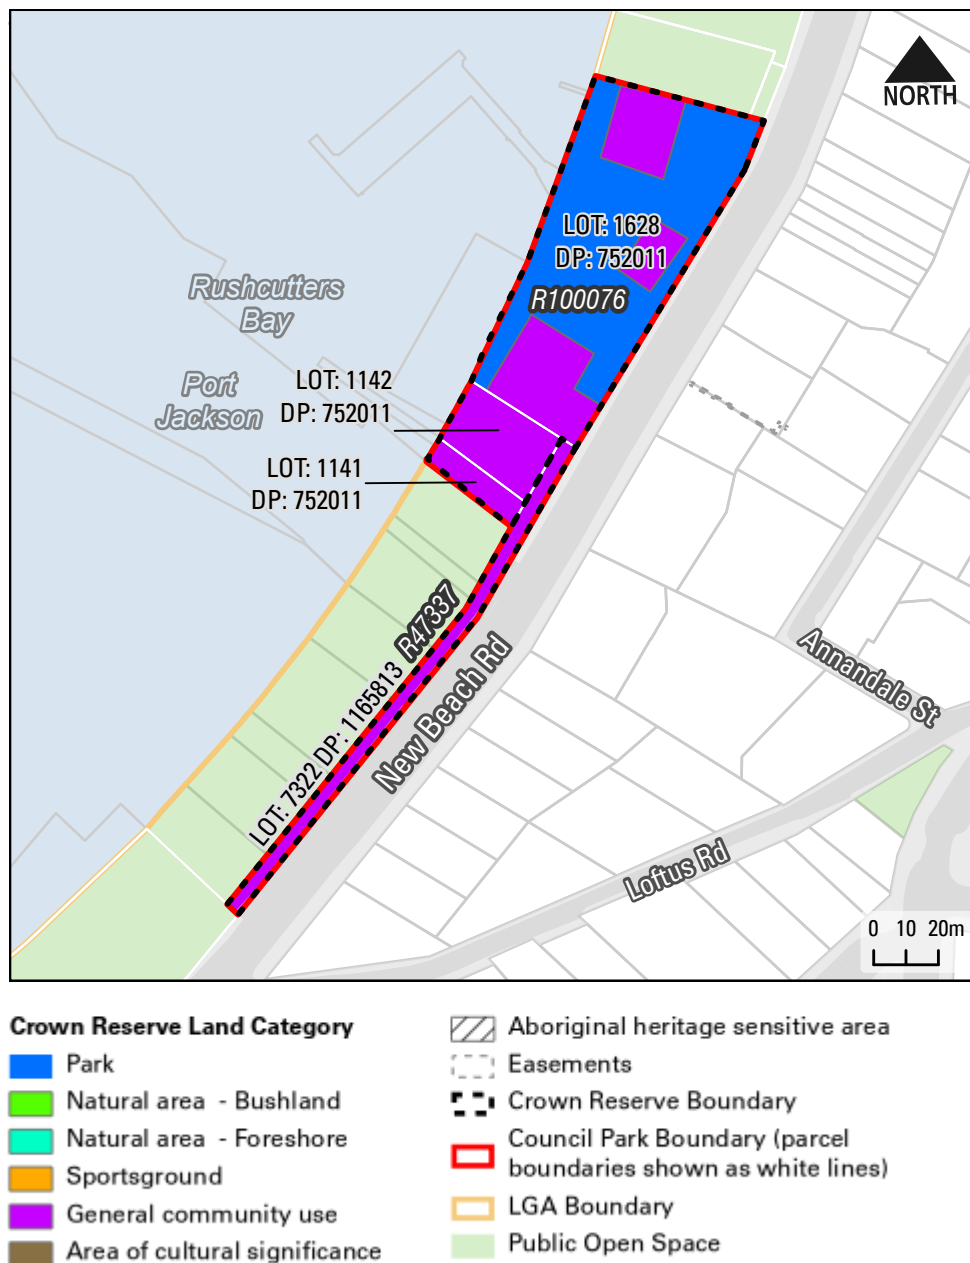 NORTH
LOT: 1628
DP: 752011
R100076
Rushcutters
Bay
Port
Jackson
LOT: 1142
DP: 752011
LOT: 1141
DP: 752011
R47337
LOT: 7322 DP: 1165813
New Beach Rd
Annandale St
Loftus Rd
0 10 20m
Crown Reserve Land Category
Park
Natural area - Bushland
Natural area - Foreshore
Sportsground
General community use
Area of cultural significance
Aboriginal heritage sensitive area
Easements
Crown Reserve Boundary
Council Park Boundary (parcel
boundaries shown as white lines)
LGA Boundary
Public Open Space